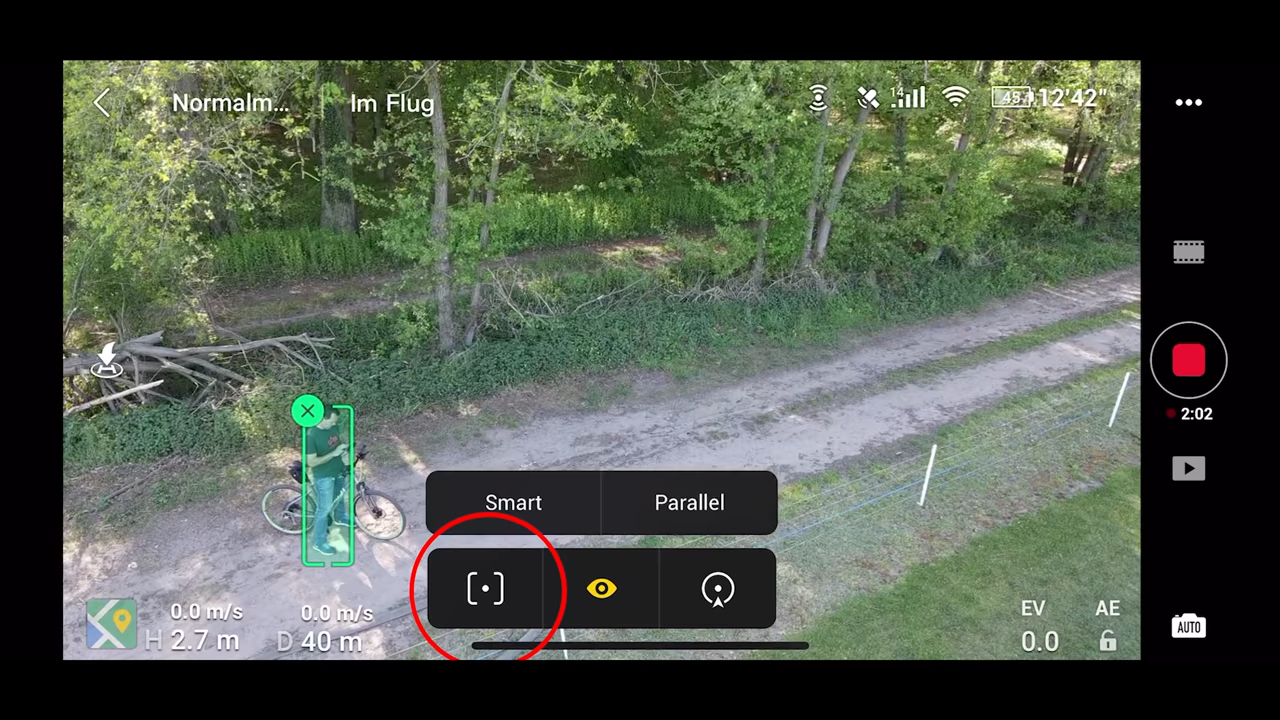 Normalm...
Im Flug
14
12'42"
2:02
Smart
Parallel
0.0 m/s
0.0 m/s
H 2.7 m
D 40 m
EV
AE
0.0
AUTO